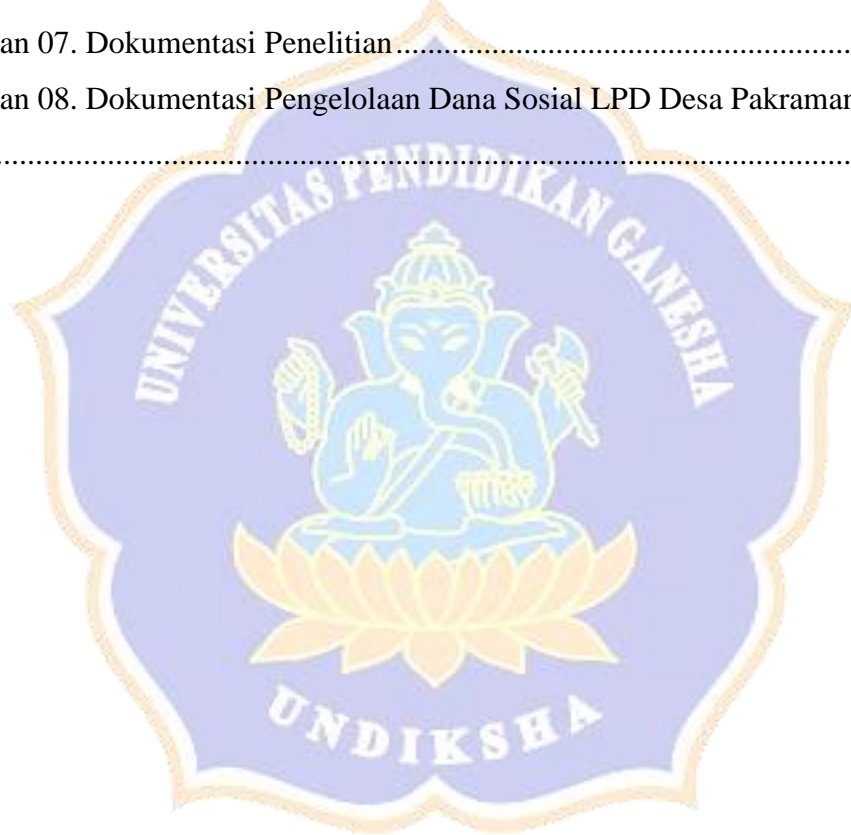 an 07. Dokumentasi Penelitian ........................................................
an 08. Dokumentasi Pengelolaan Dana Sosial LPD Desa Pakraman
....................................................................................................
UNIVERSITAS PENDIDIKAN GANESHA
UNDIKSHA